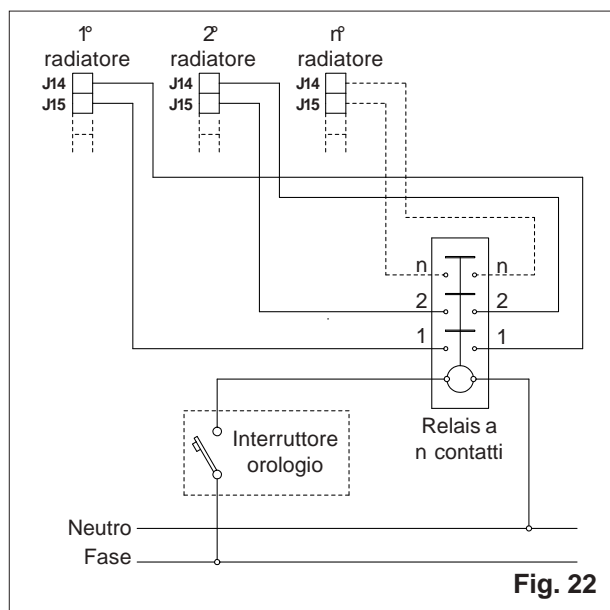 1° 2° n°
radiatore radiatore radiatore
J14 J14 J14
J15 J15 J15
n n
2 2
1 1
Relais a
n contatti
Interruttore
orologio
Neutro
Fase
Fig. 22